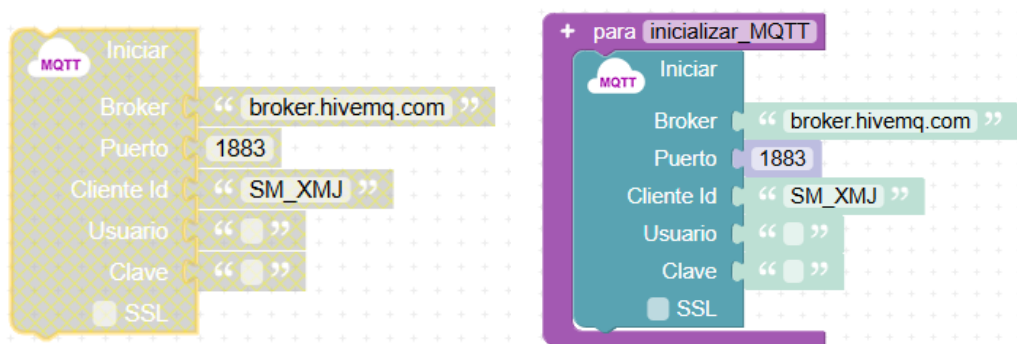 MQTT Iniciar
Broker “ broker.hivemq.com ”
Puerto 1883
Cliente Id “ SM_XMJ ”
Usuario “ ”
Clave “ ”
SSL
+ para inicializar_MQTT
MQTT Iniciar
Broker “ broker.hivemq.com ”
Puerto 1883
Cliente Id “ SM_XMJ ”
Usuario “ ”
Clave “ ”
SSL